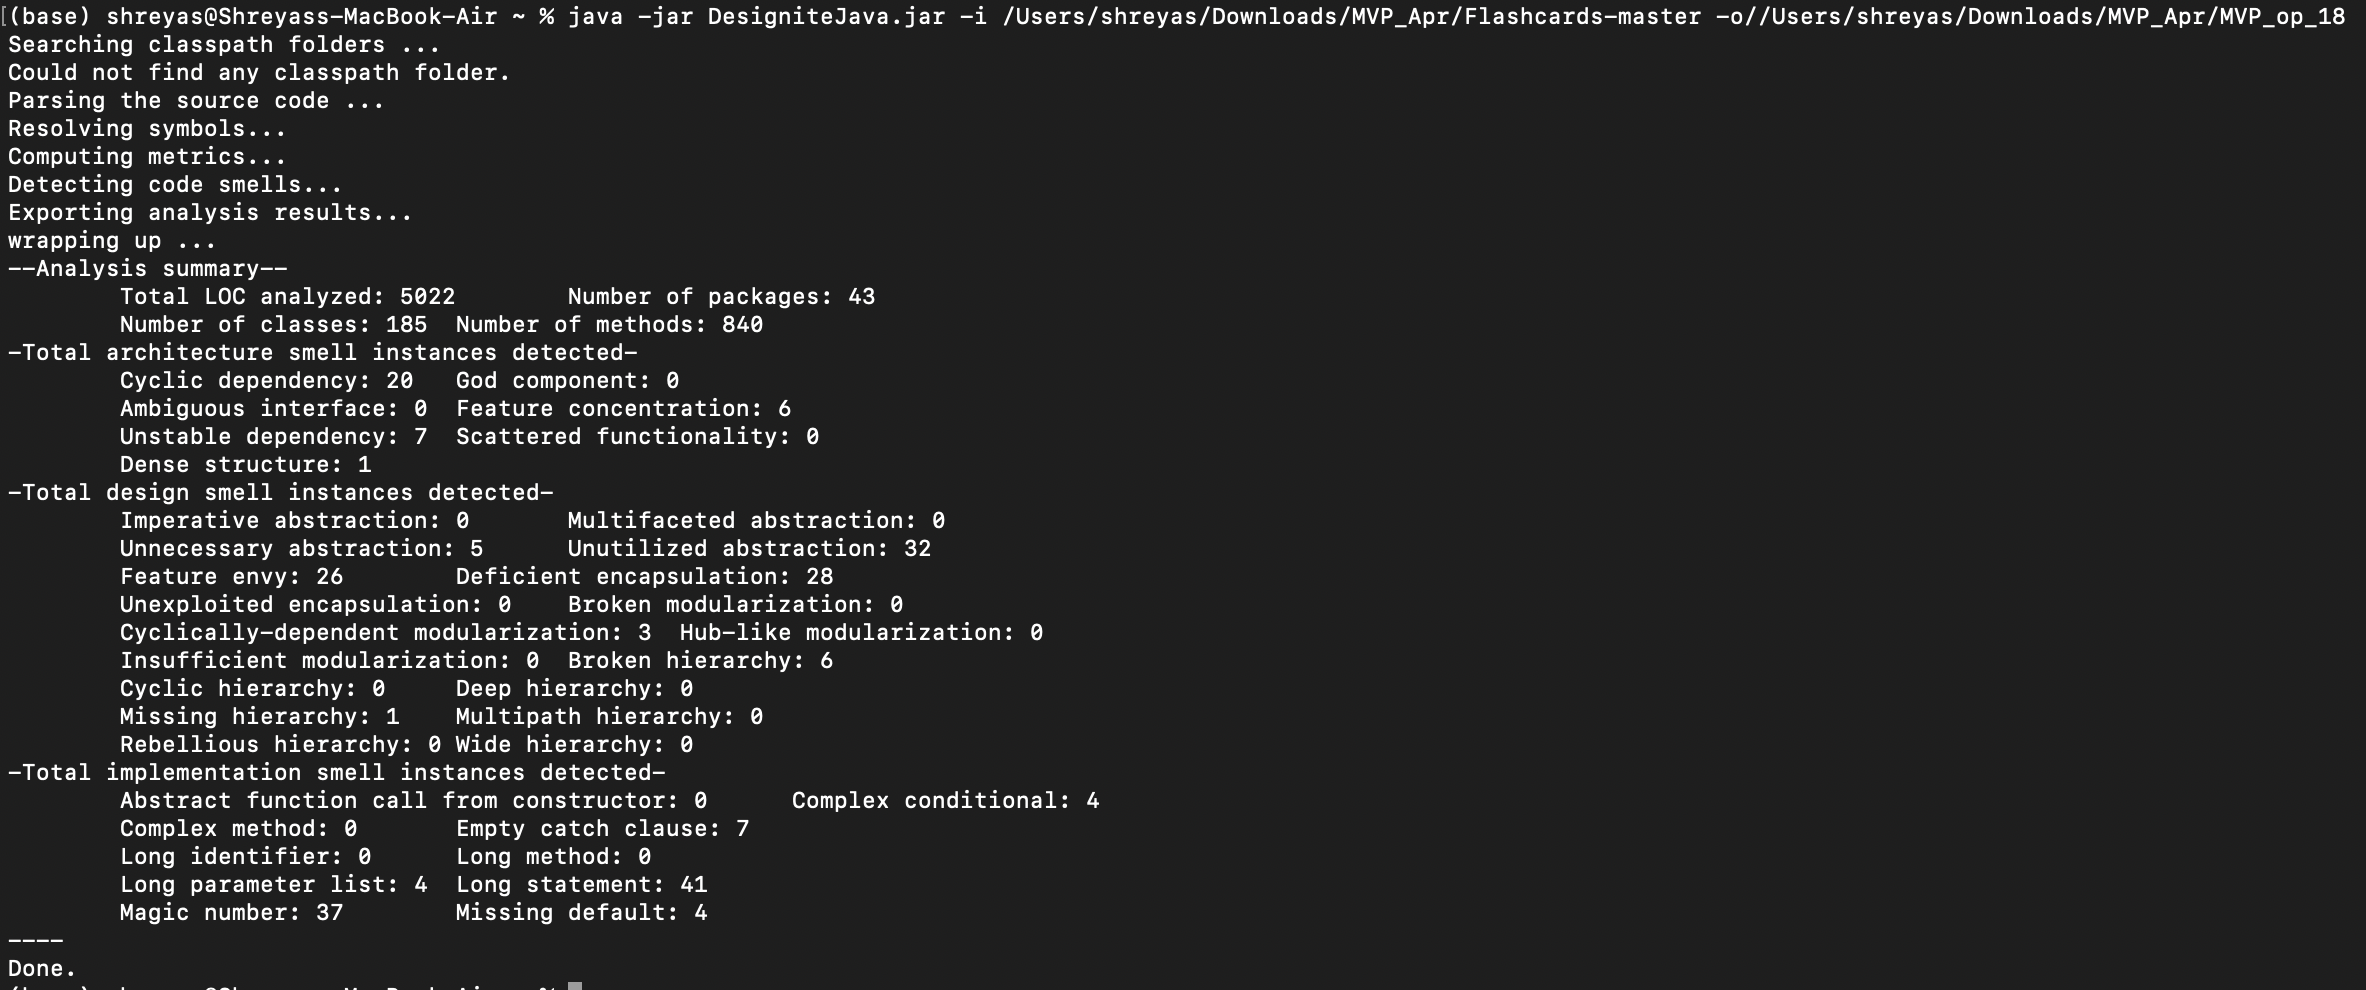 (base) shreyas@Shreyass-MacBook-Air ~ % java -jar DesigniteJava.jar -i /Users/shreyas/Downloads/MVP_Apr/Flashcards-master -o//Users/shreyas/Downloads/MVP_Apr/MVP_op_18
Searching classpath folders ...
Could not find any classpath folder.
Parsing the source code ...
Resolving symbols...
Computing metrics...
Detecting code smells...
Exporting analysis results...
wrapping up ...
--Analysis summary--
Total LOC analyzed: 5022 Number of packages: 43
Number of classes: 185 Number of methods: 840
-Total architecture smell instances detected-
Cyclic dependency: 20 God component: 0
Ambiguous interface: 0 Feature concentration: 6
Unstable dependency: 7 Scattered functionality: 0
Dense structure: 1
-Total design smell instances detected-
Imperative abstraction: 0 Multifaceted abstraction: 0
Unnecessary abstraction: 5 Unutilized abstraction: 32
Feature envy: 26 Deficient encapsulation: 28
Unexploited encapsulation: 0 Broken modularization: 0
Cyclically-dependent modularization: 3 Hub-like modularization: 0
Insufficient modularization: 0 Broken hierarchy: 6
Cyclic hierarchy: 0 Deep hierarchy: 0
Missing hierarchy: 1 Multipath hierarchy: 0
Rebellious hierarchy: 0 Wide hierarchy: 0
-Total implementation smell instances detected-
Abstract function call from constructor: 0 Complex conditional: 4
Complex method: 0 Empty catch clause: 7
Long identifier: 0 Long method: 0
Long parameter list: 4 Long statement: 41
Magic number: 37 Missing default: 4
----
Done.